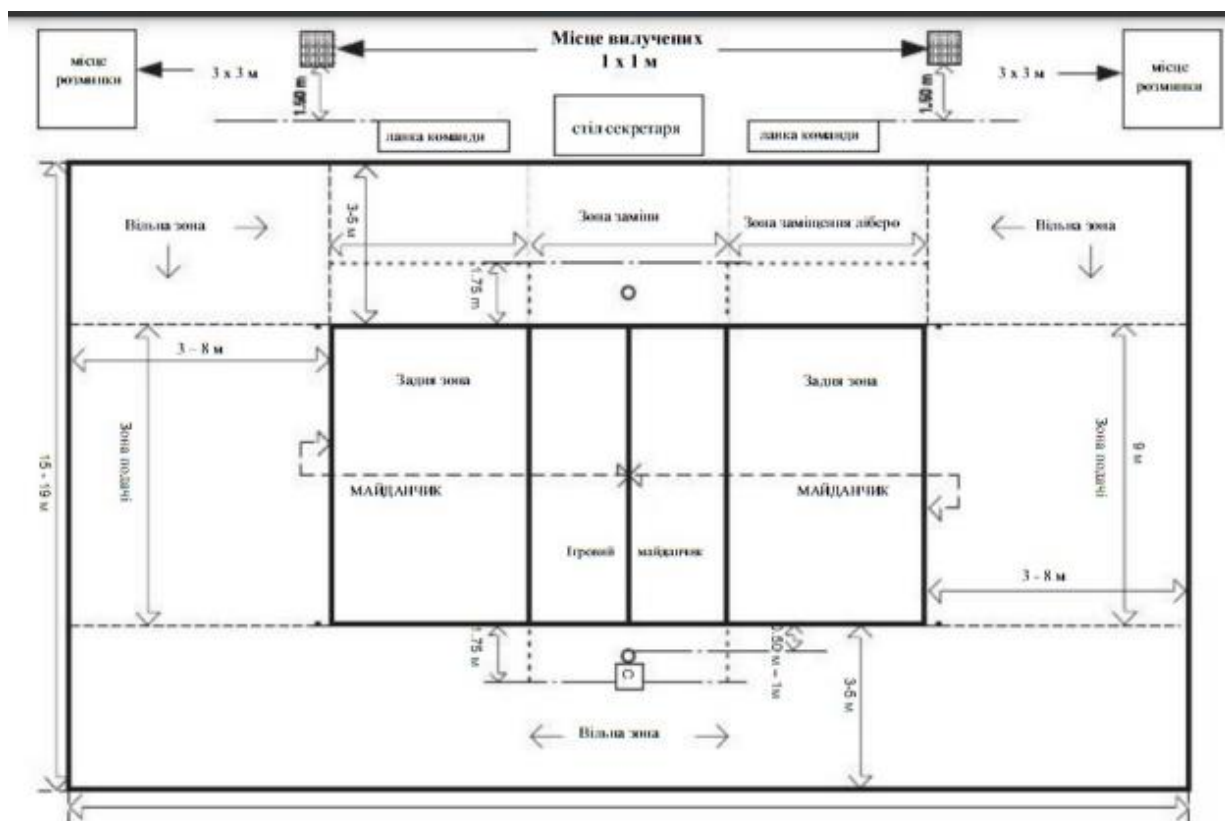 Місце вилучених
1 х 1 м
місце
розминки
3 х 3 м
1.50 m
1.50 m
3 х 3 м
місце
розминки
лавка команди
стіл секретаря
лавка команди
Вільна зона
3-5 м
Зона заміни
Зона заміщення ліберо
Вільна зона
1.75 m
3 – 8 м
Задня зона
Задня зона
Зона подачі
9 м
Зона подачі
15 - 19 м
МАЙДАНЧИК
МАЙДАНЧИК
Ігровий
майданчик
3 - 8 м
1.75 м
С
0.50 м – 1м
3-5 м
Вільна зона